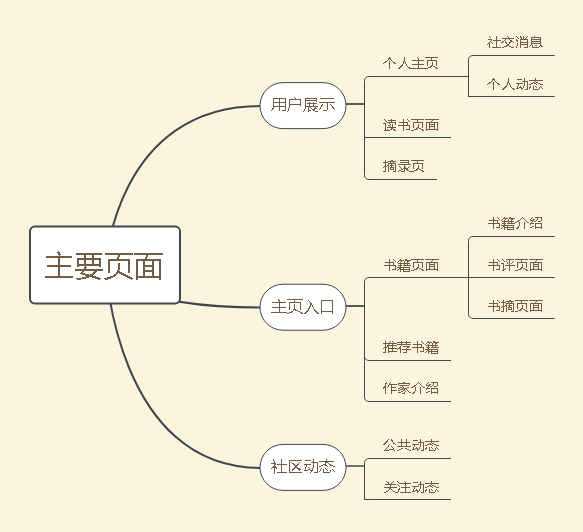 主要页面
用户展示
个人主页
社交消息
个人动态
读书页面
摘录页
主页入口
书籍页面
书籍介绍
书评页面
书摘页面
推荐书籍
作家介绍
社区动态
公共动态
关注动态